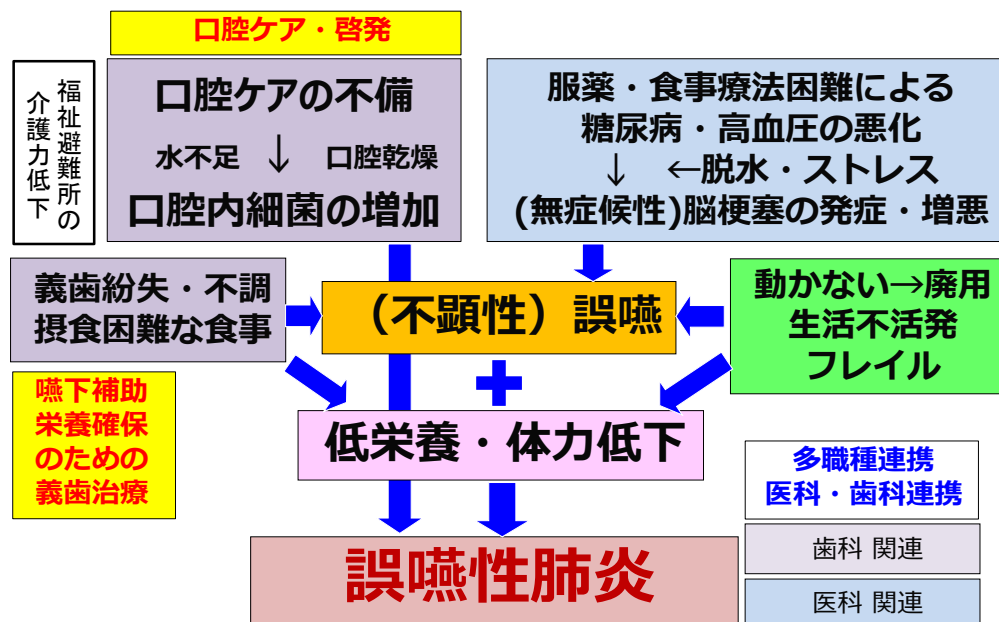 口腔ケア・啓発
福祉避難所の
介護力低下
口腔ケアの不備
水不足 ↓ 口腔乾燥
口腔内細菌の増加
服薬・食事療法困難による
糖尿病・高血圧の悪化
↓ ←脱水・ストレス
(無症候性)脳梗塞の発症・増悪
義歯紛失・不調
摂食困難な食事
（不顕性）誤嚥
動かない→廃用
生活不活発
フレイル
嚥下補助
栄養確保
のための
義歯治療
低栄養・体力低下
多職種連携
医科・歯科連携
誤嚥性肺炎
歯科 関連
医科 関連